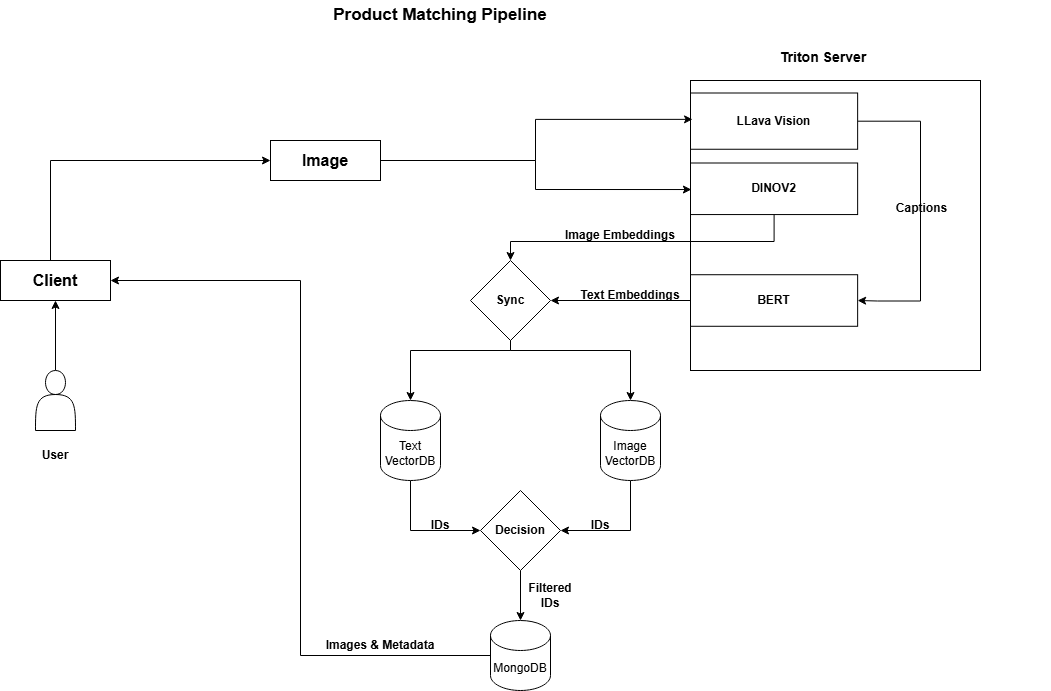 Product Matching Pipeline
Triton Server
LLava Vision
Image
DINOV2
Captions
Image Embeddings
Client
Sync
Text Embeddings
BERT
User
Text
VectorDB
Image
VectorDB
IDs
Decision
IDs
Filtered
IDs
Images & Metadata
MongoDB